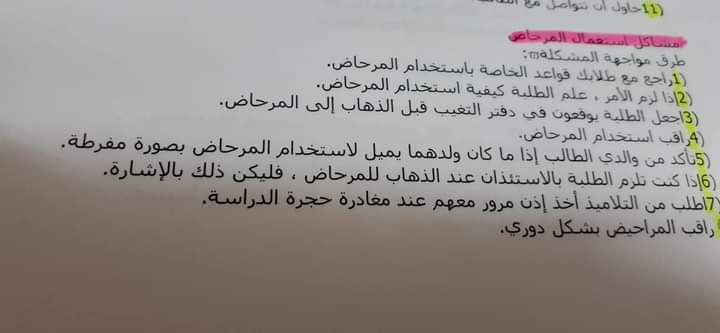 11)حاول أن تتواصل مع
مشاكل استعمال المرحاض
طرق مواجهة المشكلةm:
1)راجع مع طلابك قواعد الخاصة باستخدام المرحاض.
2)إذا لزم الأمر ، علم الطلبة كيفية استخدام المرحاض.
3)اجعل الطلبة يوقعون في دفتر التغيب قبل الذهاب إلى المرحاض.
4)راقب استخدام المرحاض.
5)تأكد من والدي الطالب إذا ما كان ولدهما يميل لاستخدام المرحاض بصورة مفرطة.
6)إذا كنت تلزم الطلبة بالاستئذان عند الذهاب للمرحاض ، فليكن ذلك بالإشارة.
7)اطلب من التلاميذ أخذ إذن مرور معهم عند مغادرة حجرة الدراسة.
راقب المراحيض بشكل دوري.